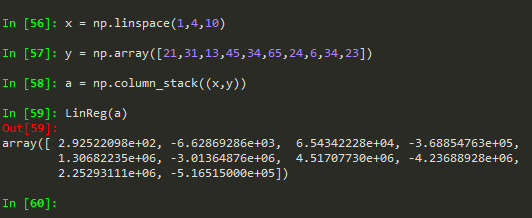 In [56]: x = np.linspace(1,4,10)
In [57]: y = np.array([21,31,13,45,34,65,24,6,34,23])
In [58]: a = np.column_stack((x,y))
In [59]: LinReg(a)
Out[59]:
array([ 2.92522098e+02, -6.62869286e+03,  6.54342228e+04, -3.68854763e+05,
        1.30682235e+06, -3.01364876e+06,  4.51707730e+06, -4.23688928e+06,
        2.25293111e+06, -5.16515000e+05])
In [60]: